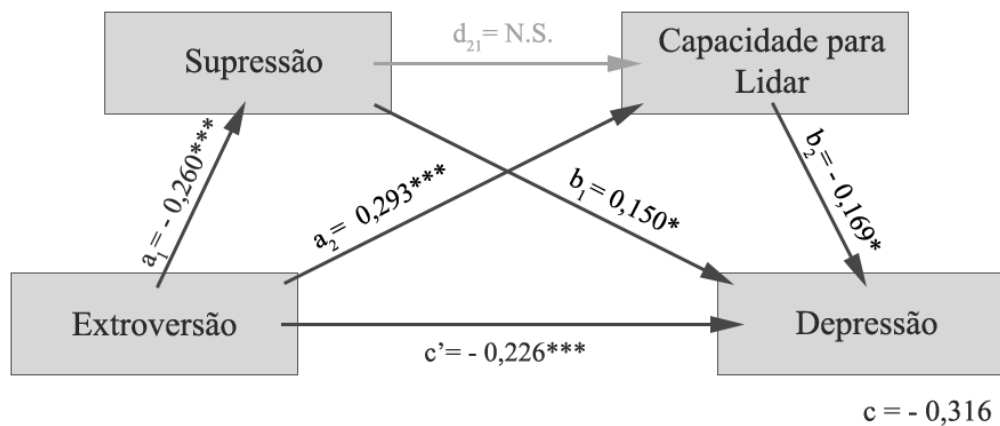 d21= N.S.
Supressão
Capacidade para
Lidar
a1= - 0,260***
a2= 0,293***
b1= 0,150*
b2= - 0,169*
Extroversão
Depressão
c’= - 0,226***
c = - 0,316